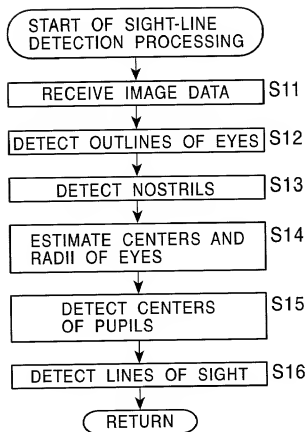 START OF SIGHT-LINE
DETECTION PROCESSING
RECEIVE IMAGE DATA S11
DETECT OUTLINES OF EYES S12
DETECT NOSTRILS S13
ESTIMATE CENTERS AND S14
RADII OF EYES
DETECT CENTERS S15
OF PUPILS
DETECT LINES OF SIGHT S16
RETURN